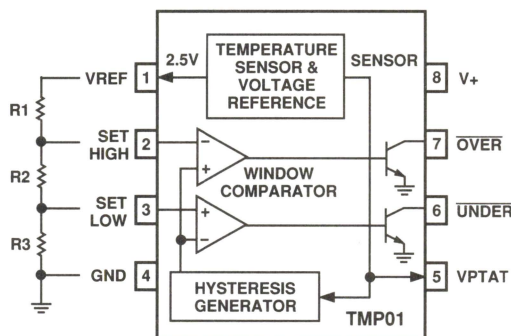 TEMPERATURE
SENSOR &
VOLTAGE
REFERENCE
2.5V
SENSOR
VREF
1
8
V+
R1
SET
HIGH
2
–
+
WINDOW
COMPARATOR
7
OVER
R2
SET
LOW
3
+
–
6
UNDER
R3
GND
4
HYSTERESIS
GENERATOR
5
VPTAT
TMP01